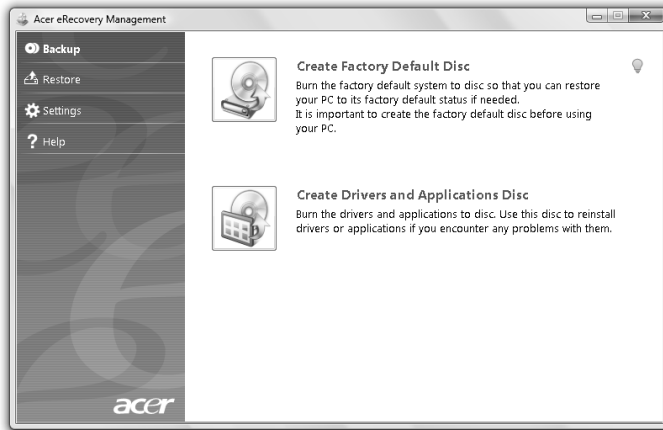 Acer eRecovery Management
Backup
Restore
Settings
Help
Create Factory Default Disc
Burn the factory default system to disc so that you can restore
your PC to its factory default status if needed.
It is important to create the factory default disc before using
your PC.
Create Drivers and Applications Disc
Burn the drivers and applications to disc. Use this disc to reinstall
drivers or applications if you encounter any problems with them.
acer